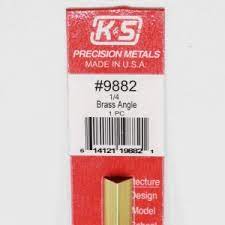 K&S
PRECISION METALS
MADE IN U.S.A.
#9882
1/4
Brass Angle
1 PC
6 14121 19882 1
tecture
Design
Model